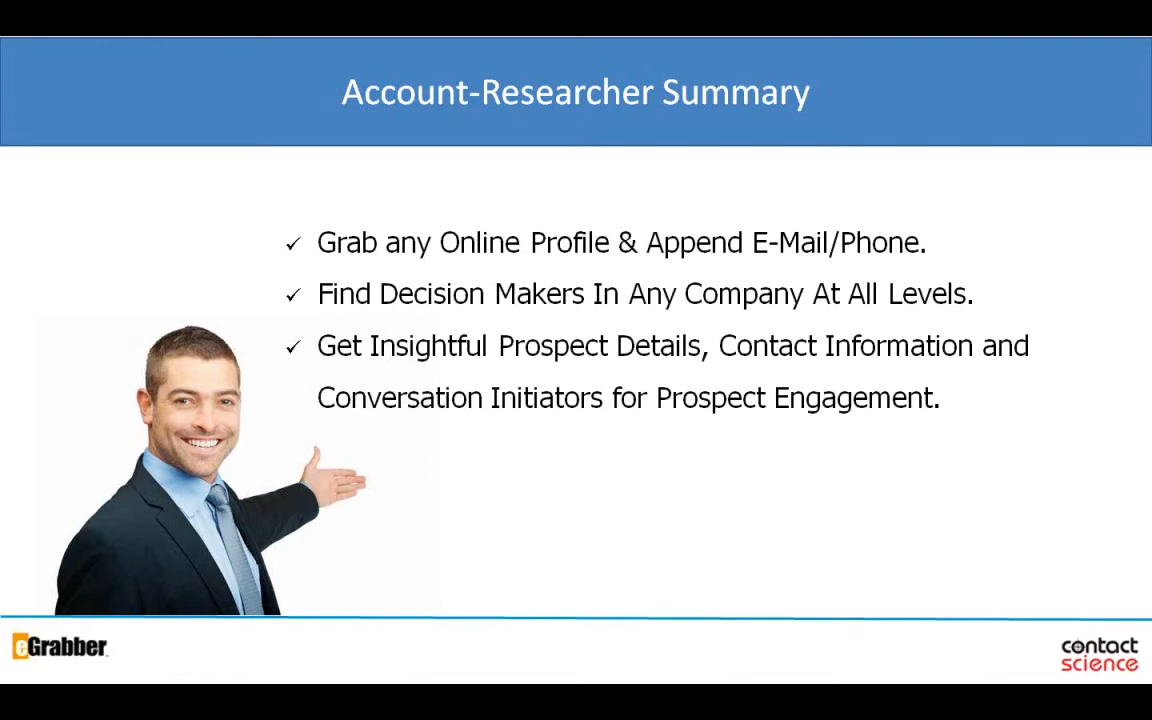 Account-Researcher Summary
✓ Grab any Online Profile & Append E-Mail/Phone.
✓ Find Decision Makers In Any Company At All Levels.
✓ Get Insightful Prospect Details, Contact Information and
Conversation Initiators for Prospect Engagement.
eGrabber
contact
science